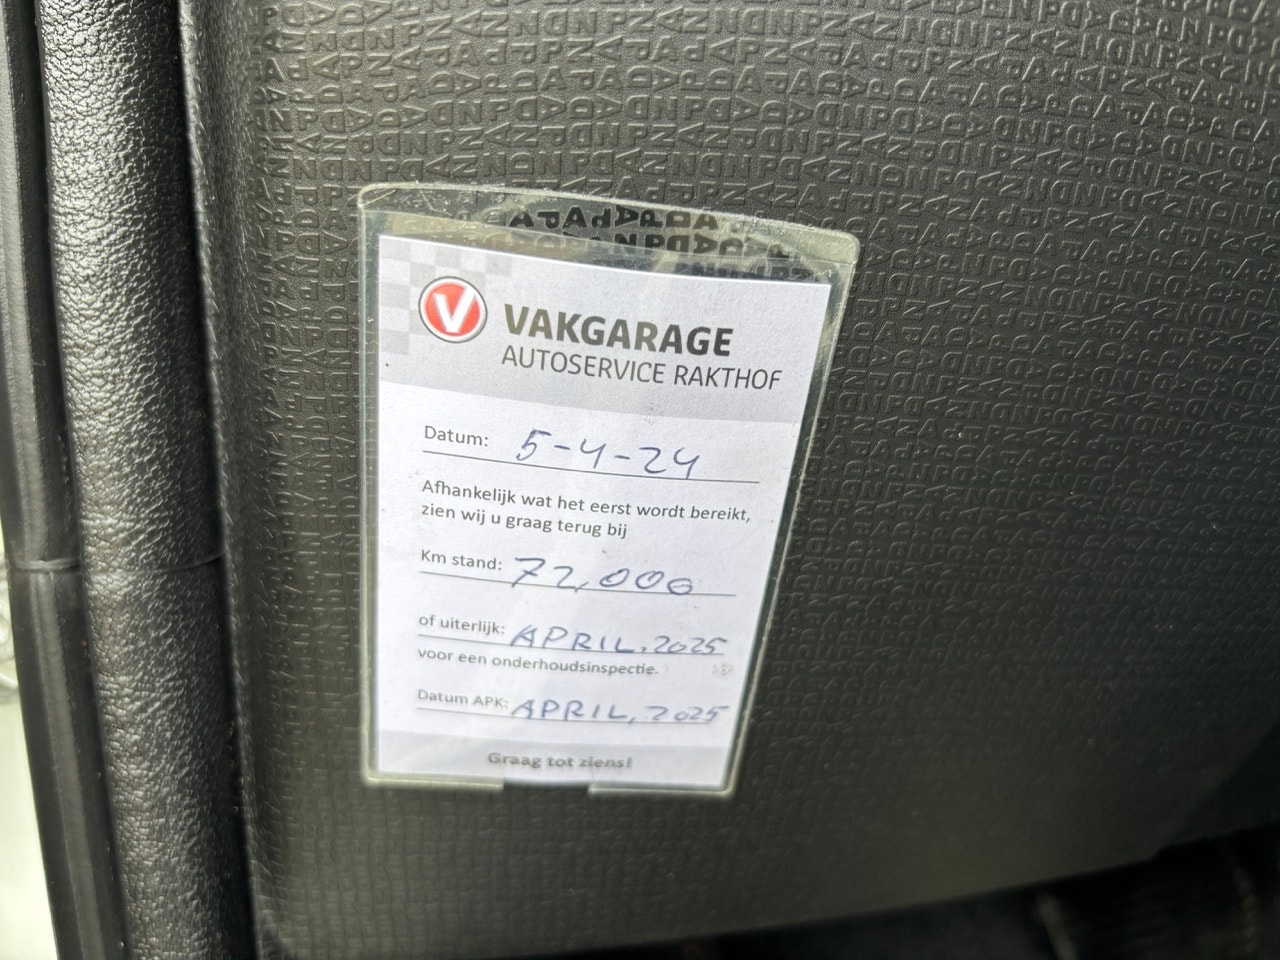 V
VAKGARAGE
AUTOSERVICE RAKTHOF
Datum: 5-4-24
Afhankelijk wat het eerst wordt bereikt,
zien wij u graag terug bij
Km stand: 72,000
of uiterlijk: APRIL, 2025
voor een onderhoudsinspectie.
Datum APK: APRIL, 2025
Graag tot ziens!